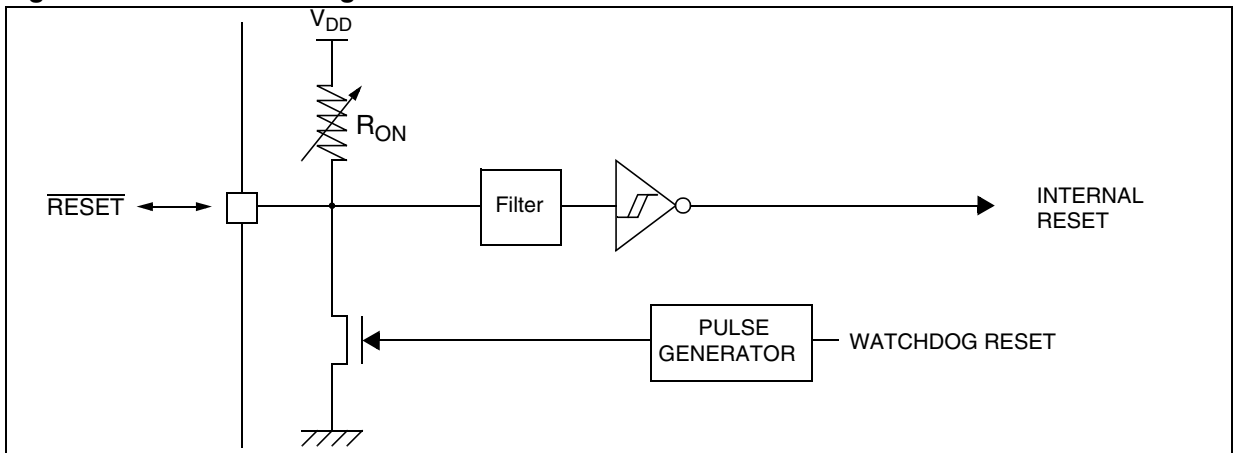 V_DD
R_ON
RESET
Filter
INTERNAL
RESET
PULSE
GENERATOR
WATCHDOG RESET